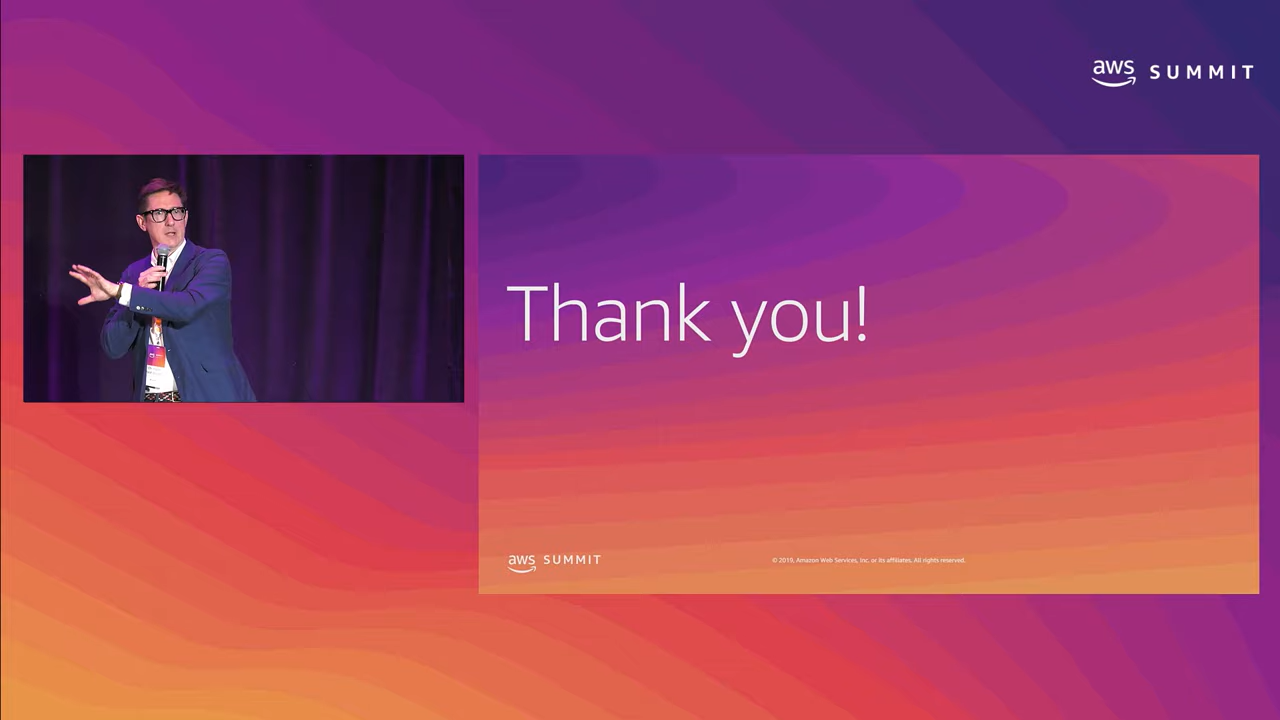 aws SUMMIT
Thank you!
aws SUMMIT
© 2019, Amazon Web Services, Inc. or its affiliates. All rights reserved.